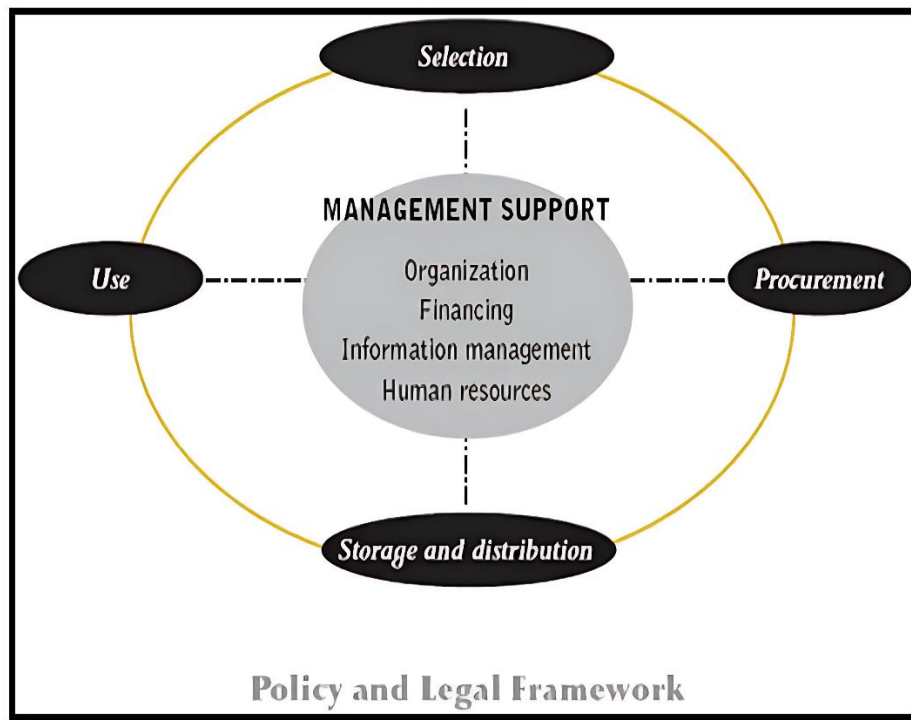 Selection
MANAGEMENT SUPPORT
Organization
Financing
Information management
Human resources
Use
Procurement
Storage and distribution
Policy and Legal Framework